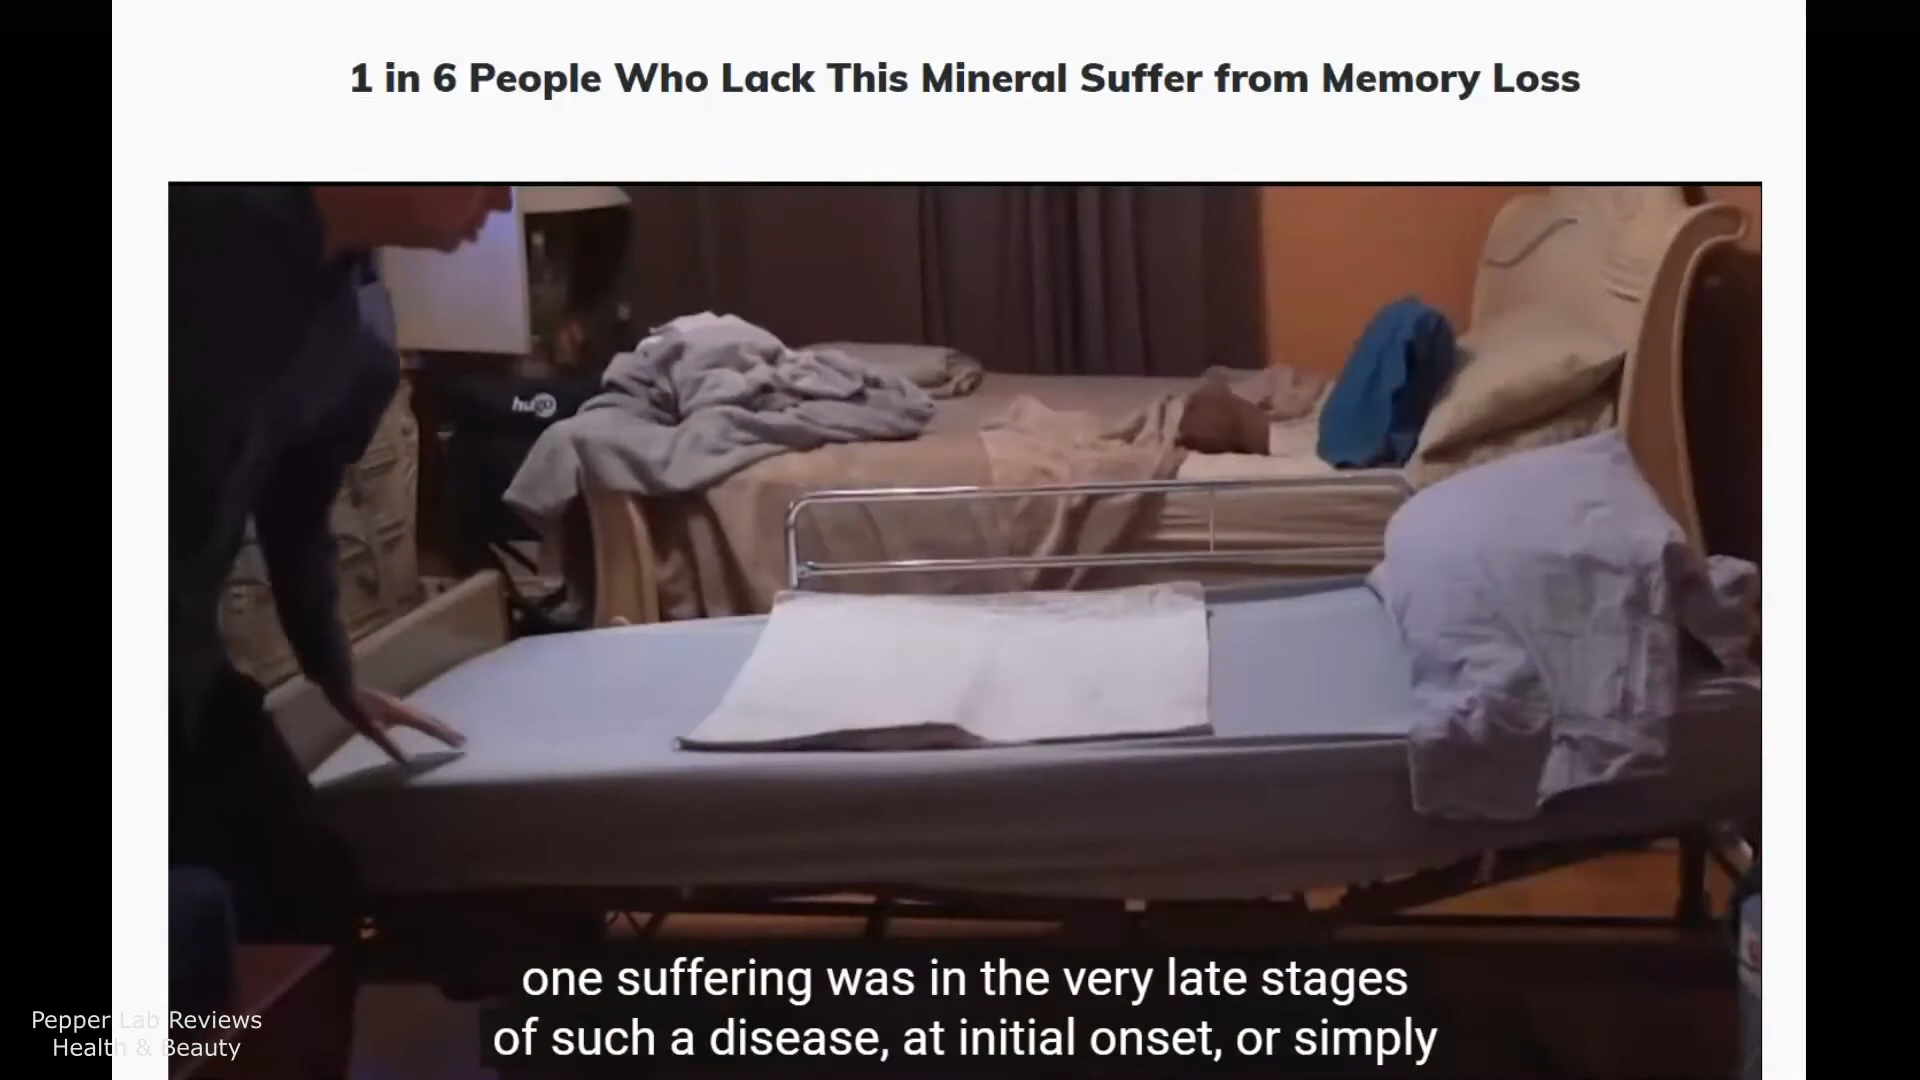 1 in 6 People Who Lack This Mineral Suffer from Memory Loss
hugo
one suffering was in the very late stages
of such a disease, at initial onset, or simply
Pepper Lab Reviews
Health & Beauty